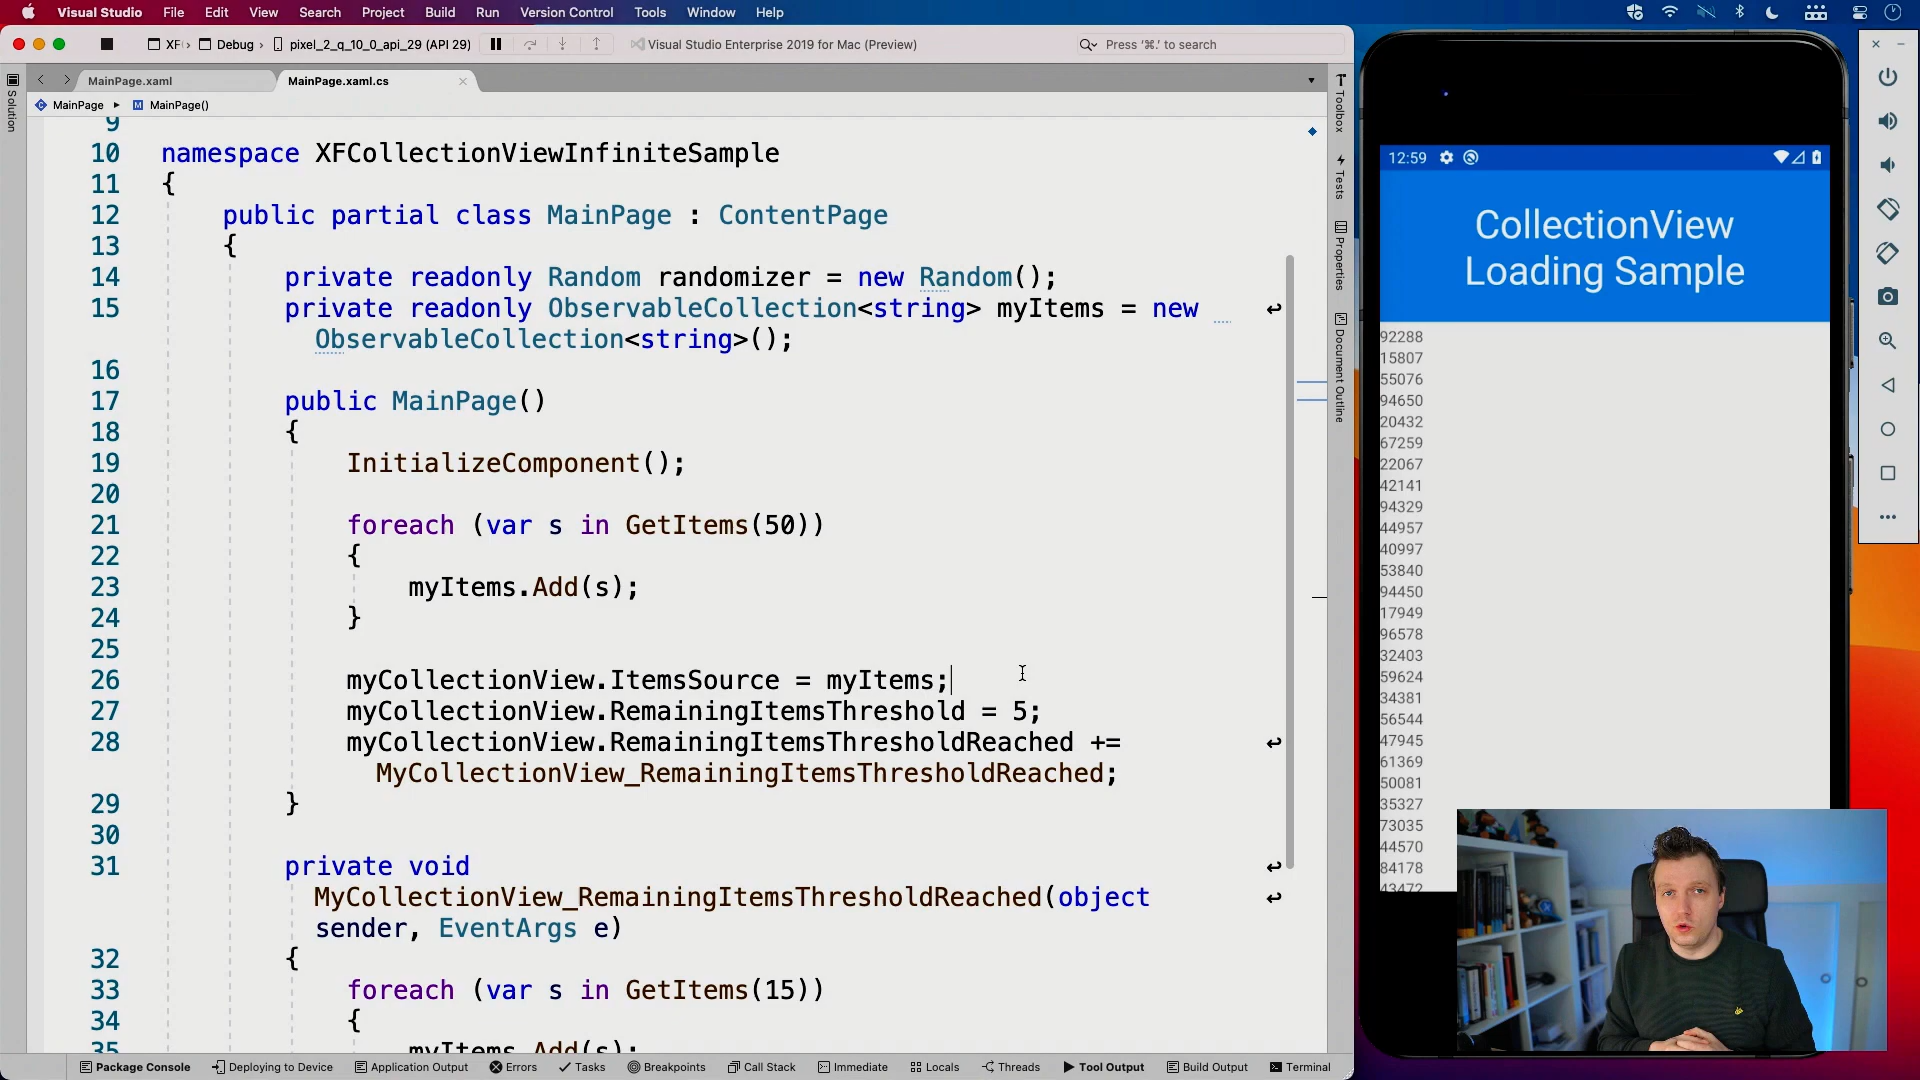 Visual Studio File Edit View Search Project Build Run Version Control Tools Window Help
XF Debug pixel_2_q_10_0_api_29 (API 29) Visual Studio Enterprise 2019 for Mac (Preview) Press '⌘.' to search
MainPage.xaml MainPage.xaml.cs
MainPage MainPage()
Solution
Toolbox
Tests
Properties
Document Outline
9
10 namespace XFCollectionViewInfiniteSample
11 {
12 public partial class MainPage : ContentPage
13 {
14 private readonly Random randomizer = new Random();
15 private readonly ObservableCollection<string> myItems = new
ObservableCollection<string>();
16
17 public MainPage()
18 {
19 InitializeComponent();
20
21 foreach (var s in GetItems(50))
22 {
23 myItems.Add(s);
24 }
25
26 myCollectionView.ItemsSource = myItems;
27 myCollectionView.RemainingItemsThreshold = 5;
28 myCollectionView.RemainingItemsThresholdReached +=
MyCollectionView_RemainingItemsThresholdReached;
29 }
30
31 private void
MyCollectionView_RemainingItemsThresholdReached(object
sender, EventArgs e)
32 {
33 foreach (var s in GetItems(15))
34 {
35 myItems.Add(s);
Package Console Deploying to Device Application Output Errors Tasks Breakpoints Call Stack Immediate Locals Threads Tool Output Build Output Terminal
12:59
CollectionView
Loading Sample
92288
15807
55076
94650
20432
67259
22067
42141
94329
44957
40997
53840
94450
17949
96578
32403
59624
34381
56544
47945
61369
50081
35327
73035
44570
84178
43472